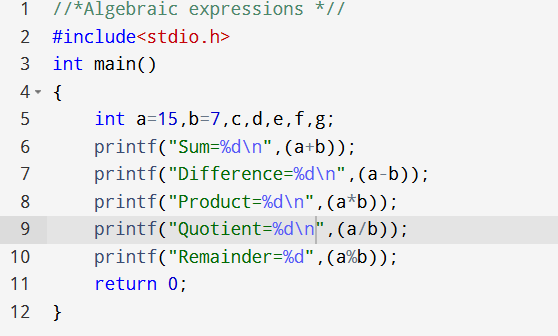 1 //*Algebraic expressions *//
2 #include<stdio.h>
3 int main()
4 {
5 int a=15,b=7,c,d,e,f,g;
6 printf("Sum=%d\n",(a+b));
7 printf("Difference=%d\n",(a-b));
8 printf("Product=%d\n",(a*b));
9 printf("Quotient=%d\n",(a/b));
10 printf("Remainder=%d",(a%b));
11 return 0;
12 }